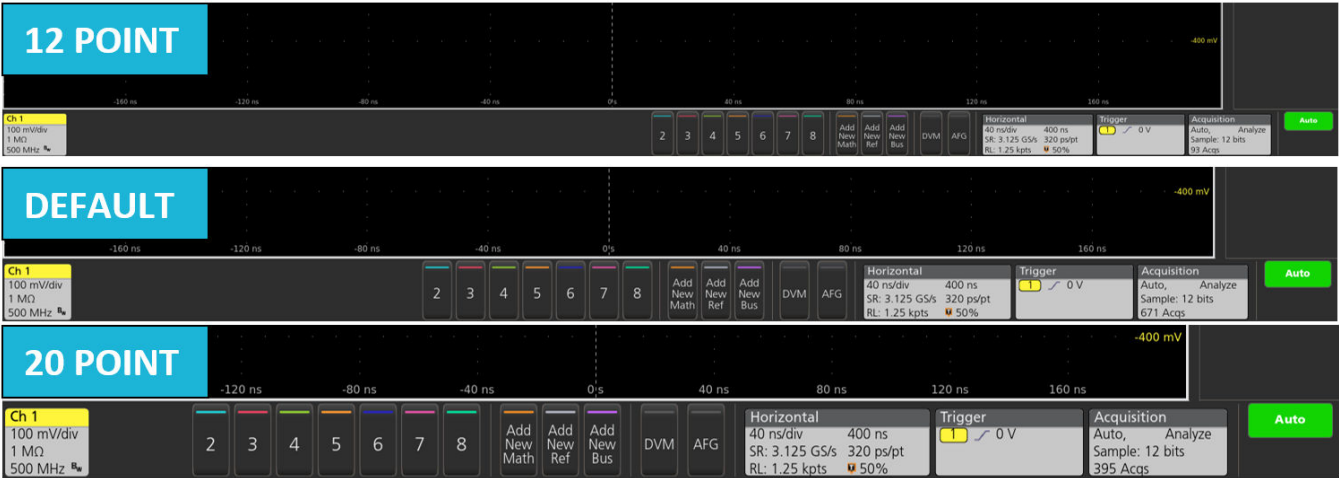 12 POINT
-400 mV
-160 ns -120 ns -80 ns -40 ns 0 s 40 ns 80 ns 120 ns 160 ns
Ch 1
100 mV/div
1 MΩ
500 MHz Bw
2 3 4 5 6 7 8
Add New Math
Add New Ref
Add New Bus
DVM
AFG
Horizontal
40 ns/div 400 ns
SR: 3.125 GS/s 320 ps/pt
RL: 1.25 kpts 50%
Trigger
1 0 V
Acquisition
Auto, Analyze
Sample: 12 bits
93 Acqs
Auto
DEFAULT
-400 mV
-160 ns -120 ns -80 ns -40 ns 0 s 40 ns 80 ns 120 ns 160 ns
Ch 1
100 mV/div
1 MΩ
500 MHz Bw
2 3 4 5 6 7 8
Add
New
Math
Add
New
Ref
Add
New
Bus
DVM
AFG
Horizontal
40 ns/div 400 ns
SR: 3.125 GS/s 320 ps/pt
RL: 1.25 kpts 50%
Trigger
1 0 V
Acquisition
Auto, Analyze
Sample: 12 bits
671 Acqs
Auto
20 POINT
-400 mV
-120 ns -80 ns -40 ns 0 s 40 ns 80 ns 120 ns 160 ns
Ch 1
100 mV/div
1 MΩ
500 MHz Bw
2 3 4 5 6 7 8
Add
New
Math
Add
New
Ref
Add
New
Bus
DVM
AFG
Horizontal
40 ns/div 400 ns
SR: 3.125 GS/s 320 ps/pt
RL: 1.25 kpts 50%
Trigger
1 0 V
Acquisition
Auto, Analyze
Sample: 12 bits
395 Acqs
Auto